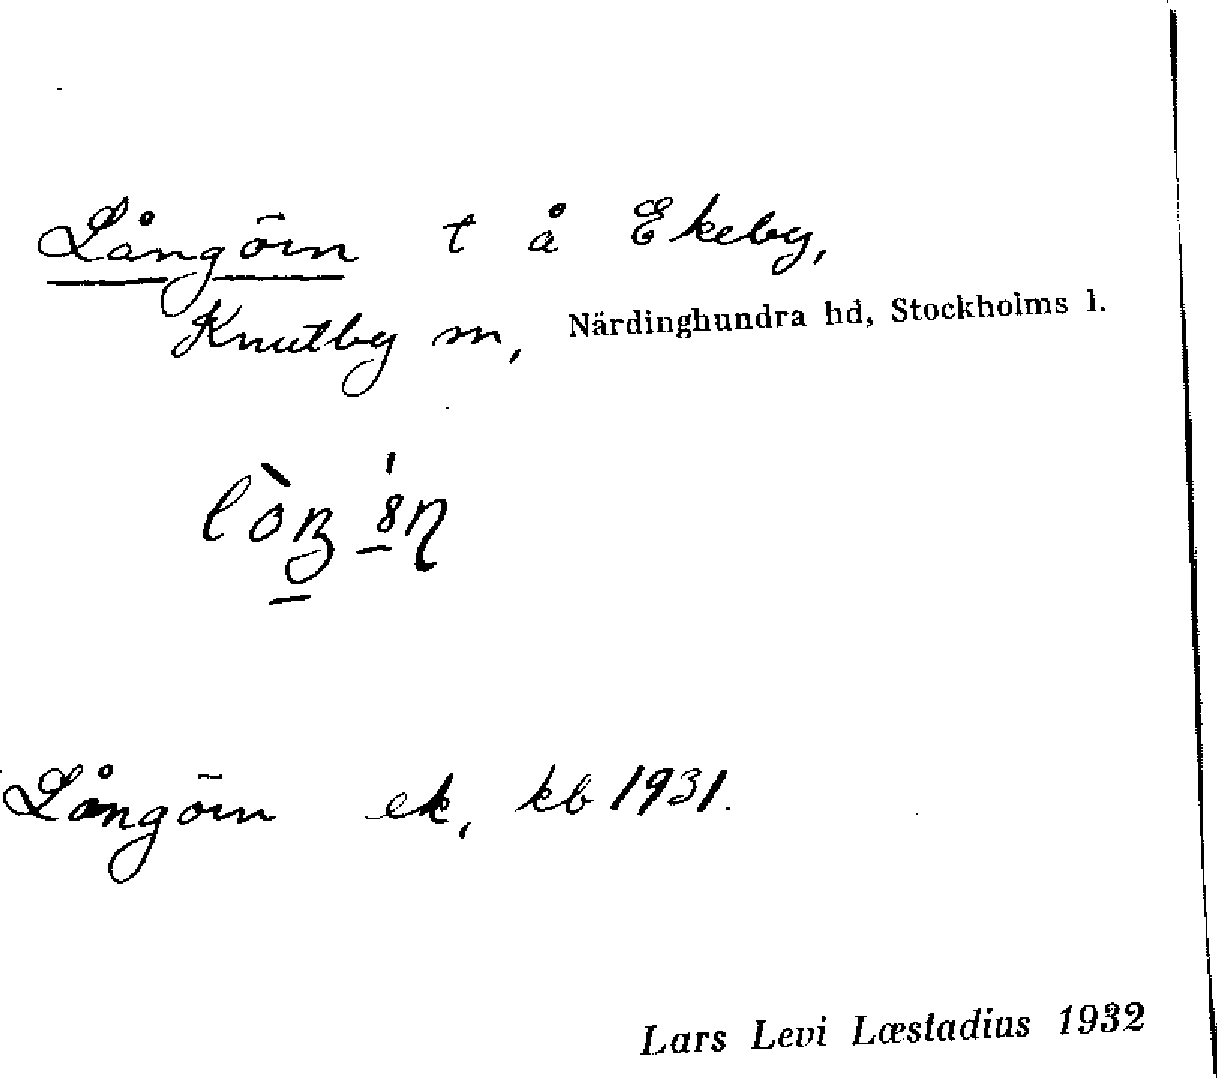 Långörn t å Ekeby,
Knutby sn, Närdinghundra hd, Stockholms l.
Långörn ek, kb 1931.
Lars Levi Læstadius 1932